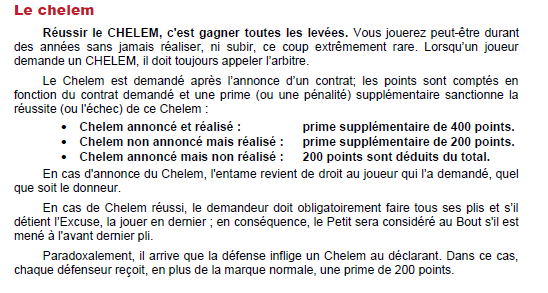 Le chelem
Réussir le CHELEM, c'est gagner toutes les levées. Vous jouerez peut-être durant
des années sans jamais réaliser, ni subir, ce coup extrêmement rare. Lorsqu'un joueur
demande un CHELEM, il doit toujours appeler l'arbitre.
Le Chelem est demandé après l'annonce d'un contrat; les points sont comptés en
fonction du contrat demandé et une prime (ou une pénalité) supplémentaire sanctionne la
réussite (ou l'échec) de ce Chelem :
• Chelem annoncé et réalisé : prime supplémentaire de 400 points.
• Chelem non annoncé mais réalisé : prime supplémentaire de 200 points.
• Chelem annoncé mais non réalisé : 200 points sont déduits du total.
En cas d'annonce du Chelem, l'entame revient de droit au joueur qui l'a demandé, quel
que soit le donneur.
En cas de Chelem réussi, le demandeur doit obligatoirement faire tous ses plis et s'il
détient l'Excuse, la jouer en dernier ; en conséquence, le Petit sera considéré au Bout s'il est
mené à l'avant dernier pli.
Paradoxalement, il arrive que la défense inflige un Chelem au déclarant. Dans ce cas,
chaque défenseur reçoit, en plus de la marque normale, une prime de 200 points.